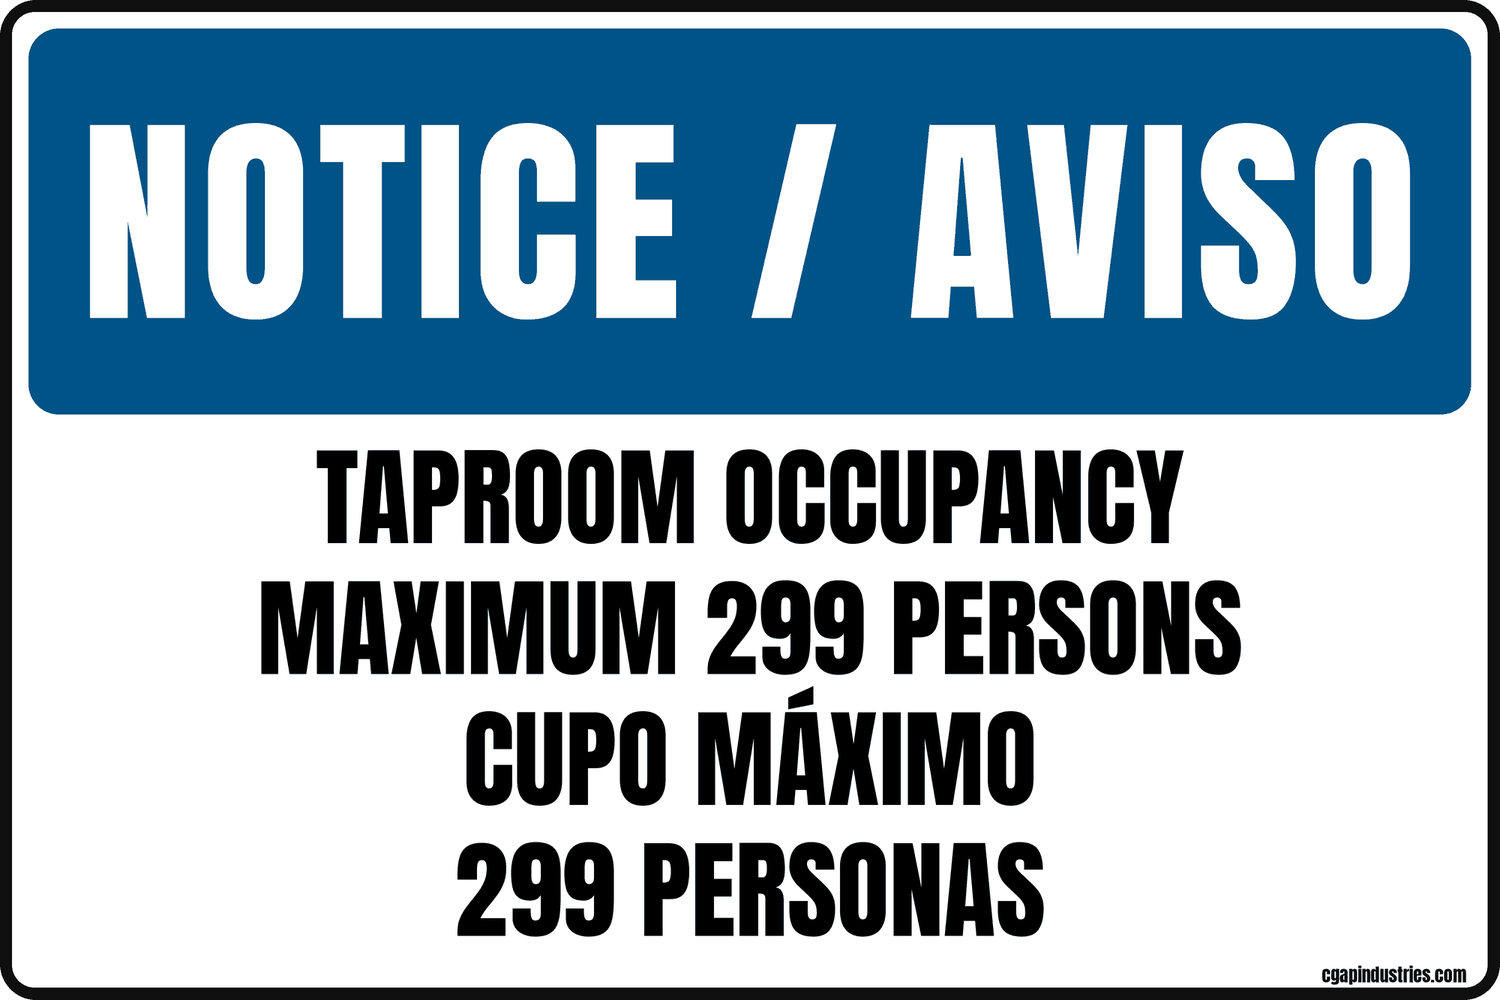 NOTICE / AVISO
TAPROOM OCCUPANCY
MAXIMUM 299 PERSONS
CUPO MÁXIMO
299 PERSONAS
cgapindustries.com